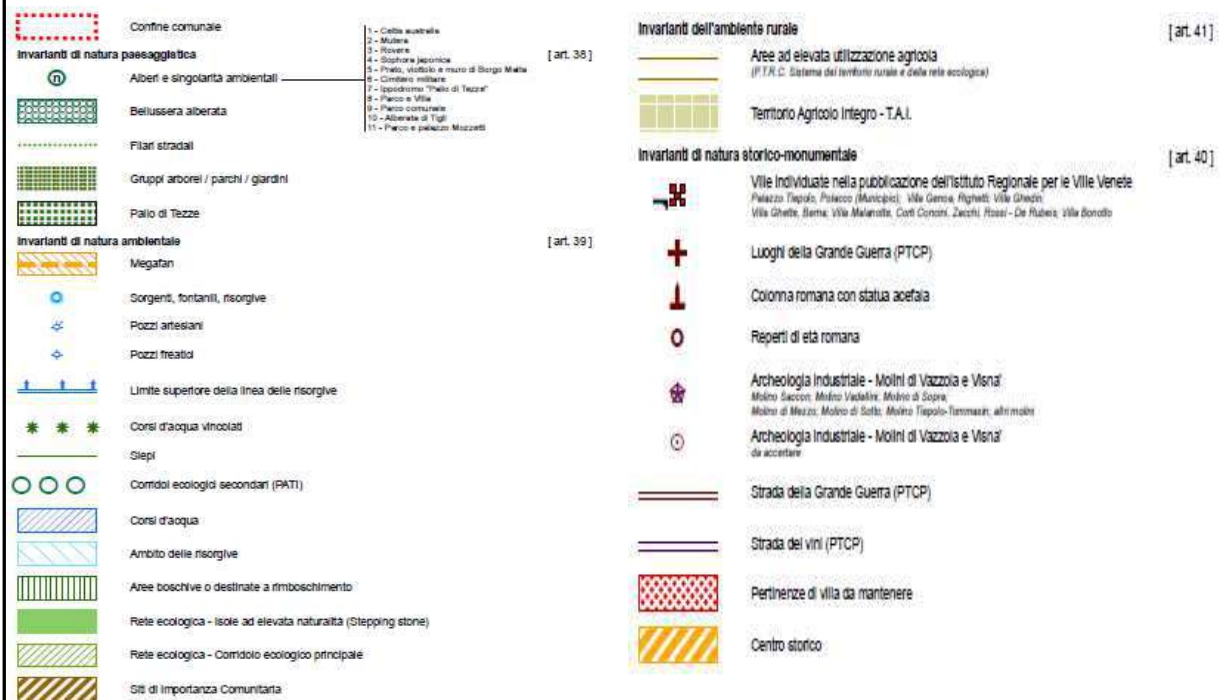 Confine comunale
Invarianti di natura paesaggistica [ art. 38 ]
n Alberi e singolarità ambientali
1 - Celtis australis
2 - Mutera
3 - Rovere
4 - Sophora japonica
5 - Prato, viottolo e muro di Borgo Malta
6 - Cimitero militare
7 - Ippodromo "Palio di Tezze"
8 - Parco e Villa
9 - Parco comunale
10 - Alberata di Tigli
11 - Parco e palazzo Mozzetti
Bellussera alberata
Filari stradali
Gruppi arborei / parchi / giardini
Palio di Tezze
Invarianti di natura ambientale [ art. 39 ]
Megafan
Sorgenti, fontanili, risorgive
Pozzi artesiani
Pozzi freatici
Limite superiore della linea delle risorgive
Corsi d'acqua vincolati
Siepi
Corridoi ecologici secondari (PATI)
Corsi d'acqua
Ambito delle risorgive
Aree boschive o destinate a rimboschimento
Rete ecologica - Isole ad elevata naturalità (Stepping stone)
Rete ecologica - Corridoio ecologico principale
Siti di Importanza Comunitaria
Invarianti dell'ambiente rurale [ art. 41 ]
Aree ad elevata utilizzazione agricola
(P.T.R.C. Sistema del territorio rurale e della rete ecologica)
Territorio Agricolo Integro - T.A.I.
Invarianti di natura storico-monumentale [ art. 40 ]
Ville individuate nella pubblicazione dell'Istituto Regionale per le Ville Venete
Palazzo Tiepolo, Polacco (Municipio); Villa Genova, Righetti; Villa Ghedin;
Villa Ghette, Berna; Villa Malanotte, Corti Concini, Zacchi, Rossi - De Rubeis; Villa Bonotto
Luoghi della Grande Guerra (PTCP)
Colonna romana con statua acefala
Reperti di età romana
Archeologia Industriale - Molini di Vazzola e Visna'
Molino Saccon; Molino Vadellini; Molino di Sopra;
Molino di Mezzo; Molino di Sotto; Molino Tiepolo-Tommasin; altri molini
Archeologia Industriale - Molini di Vazzola e Visna'
da accertare
Strada della Grande Guerra (PTCP)
Strada dei vini (PTCP)
Pertinenze di villa da mantenere
Centro storico